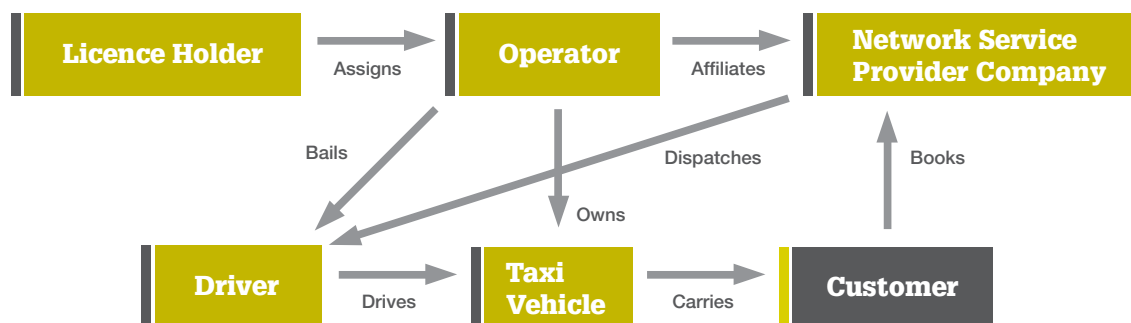 Licence Holder
Assigns
Operator
Affiliates
Network Service
Provider Company
Bails
Dispatches
Books
Owns
Driver
Drives
Taxi
Vehicle
Carries
Customer